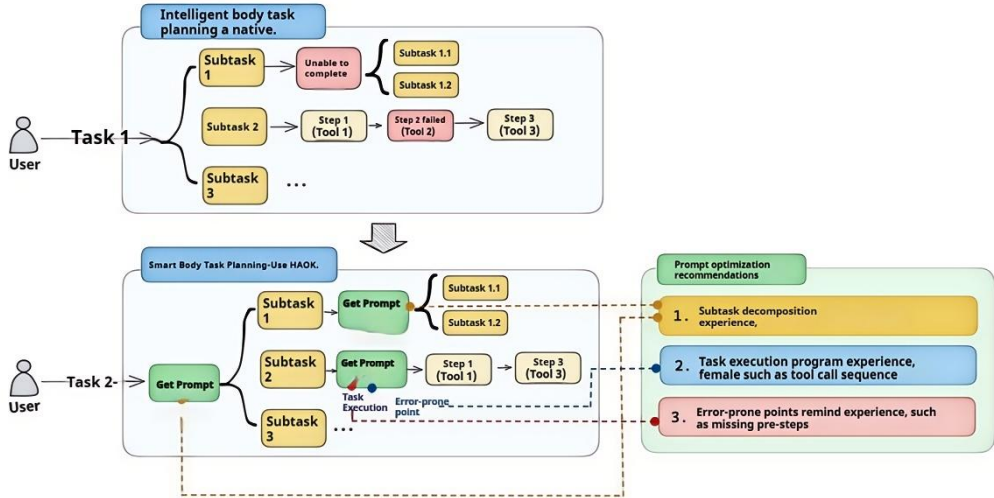 Intelligent body task
planning a native.
Subtask
1
Unable to
complete
Subtask 1.1
Subtask 1.2
User
Task 1
Subtask 2
Step 1
(Tool 1)
Step 2 failed
(Tool 2)
Step 3
(Tool 3)
Subtask
3
...
Smart Body Task Planning-Use HAOK.
Subtask
1
Get Prompt
Subtask 1.1
Subtask 1.2
User
Task 2-
Get Prompt
Subtask
2
Get Prompt
Step 1
(Tool 1)
Step 3
(Tool 3)
Task
Execution
Error-prone
point
Subtask
3
...
Prompt optimization
recommendations
1. Subtask decomposition
experience,
2. Task execution program experience,
female such as tool call sequence
3. Error-prone points remind experience, such
as missing pre-steps